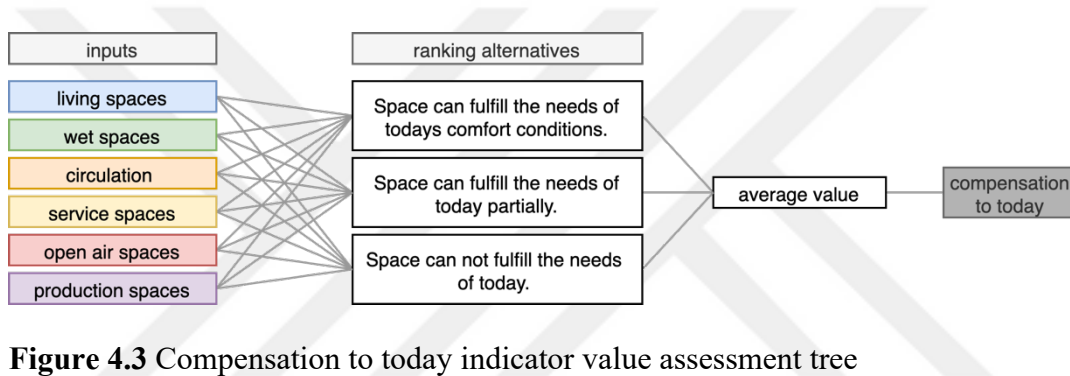 inputs
ranking alternatives
living spaces
wet spaces
circulation
service spaces
open air spaces
production spaces
Space can fulfill the needs of
todays comfort conditions.
Space can fulfill the needs of
today partially.
Space can not fulfill the needs
of today.
average value
compensation
to today
Figure 4.3 Compensation to today indicator value assessment tree